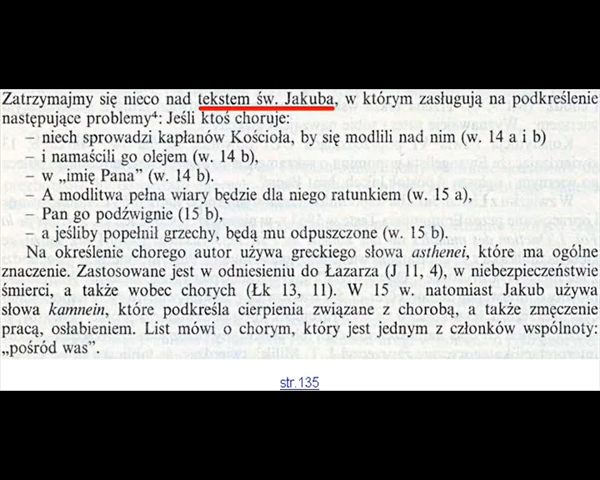 Zatrzymajmy się nieco nad tekstem św. Jakuba, w którym zasługują na podkreślenie
następujące problemy⁴: Jeśli ktoś choruje:
– niech sprowadzi kapłanów Kościoła, by się modlili nad nim (w. 14 a i b)
– i namaścili go olejem (w. 14 b),
– w „imię Pana” (w. 14 b).
– A modlitwa pełna wiary będzie dla niego ratunkiem (w. 15 a),
– Pan go podźwignie (15 b),
– a jeśliby popełnił grzechy, będą mu odpuszczone (w. 15 b).
Na określenie chorego autor używa greckiego słowa asthenei, które ma ogólne
znaczenie. Zastosowane jest w odniesieniu do Łazarza (J 11, 4), w niebezpieczeństwie
śmierci, a także wobec chorych (Łk 13, 11). W 15 w. natomiast Jakub używa
słowa kamnein, które podkreśla cierpienia związane z chorobą, a także zmęczenie
pracą, osłabieniem. List mówi o chorym, który jest jednym z członków wspólnoty:
„pośród was”.
str.135